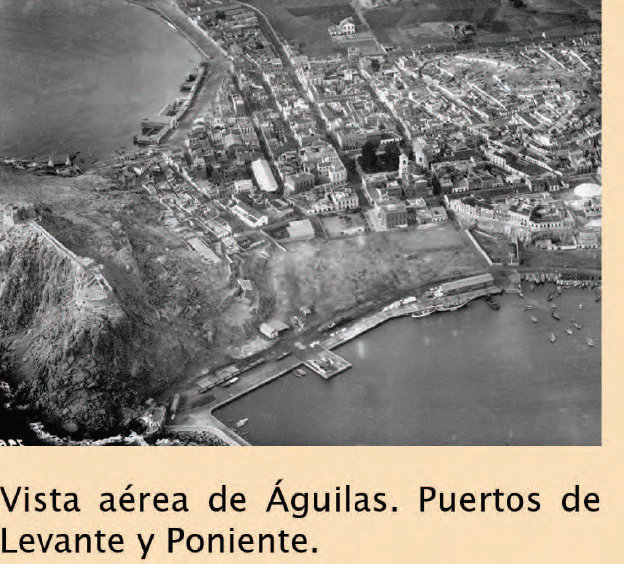 Vista aérea de Águilas. Puertos de
Levante y Poniente.